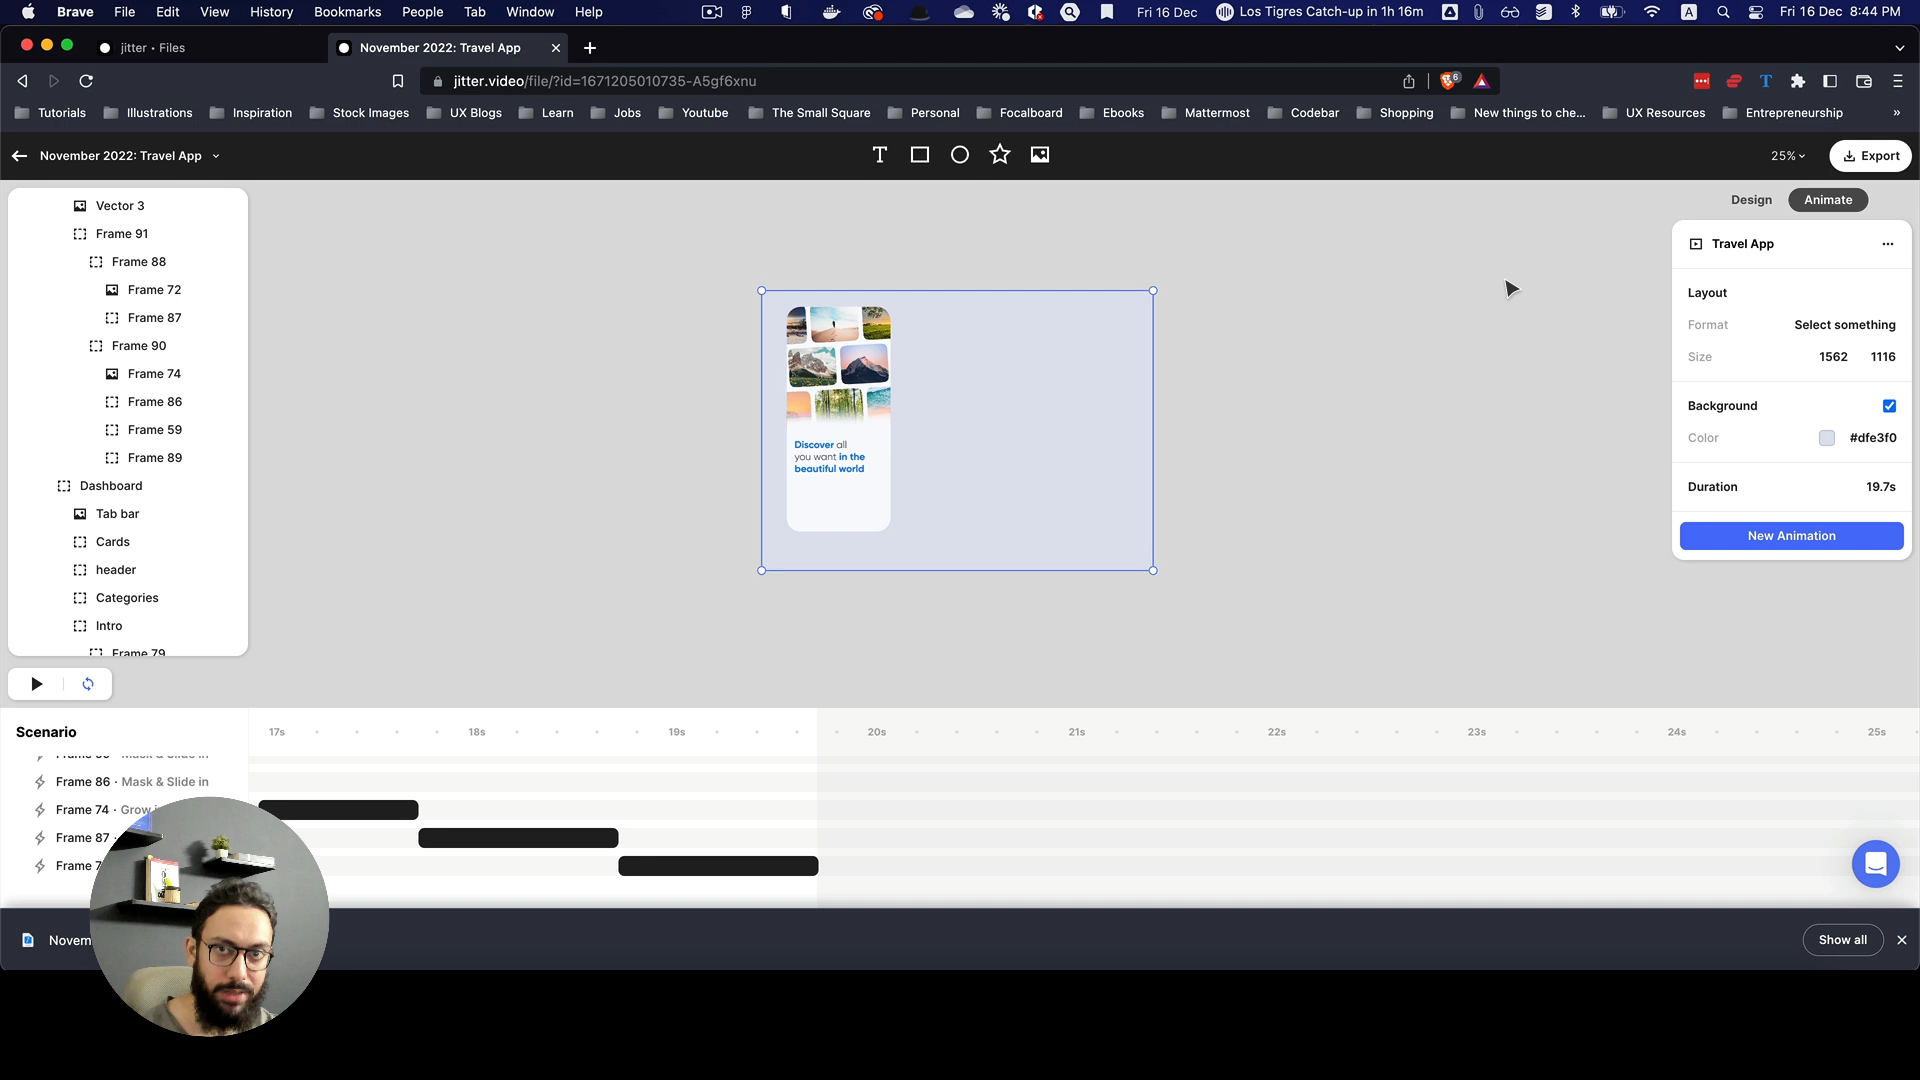 Brave File Edit View History Bookmarks People Tab Window Help Fri 16 Dec Los Tigres Catch-up in 1h 16m A Fri 16 Dec 8:44 PM
jitter • Files November 2022: Travel App
jitter.video/file/?id=1671205010735-A5gf6xnu 6
Tutorials Illustrations Inspiration Stock Images UX Blogs Learn Jobs Youtube The Small Square Personal Focalboard Ebooks Mattermost Codebar Shopping New things to che... UX Resources Entrepreneurship »
November 2022: Travel App T 25% Export
Design Animate
Vector 3
Frame 91
Frame 88
Frame 72
Frame 87
Frame 90
Frame 74
Frame 86
Frame 59
Frame 89
Dashboard
Tab bar
Cards
header
Categories
Intro
Frame 79
Discover all
you want in the
beautiful world
Travel App
Layout
Format Select something
Size 1562 1116
Background
Color #dfe3f0
Duration 19.7s
New Animation
Scenario 17s 18s 19s 20s 21s 22s 23s 24s 25s
Frame 86 · Mask & Slide in
Frame 74 · Grow
Frame 87
Frame
Novem
Show all